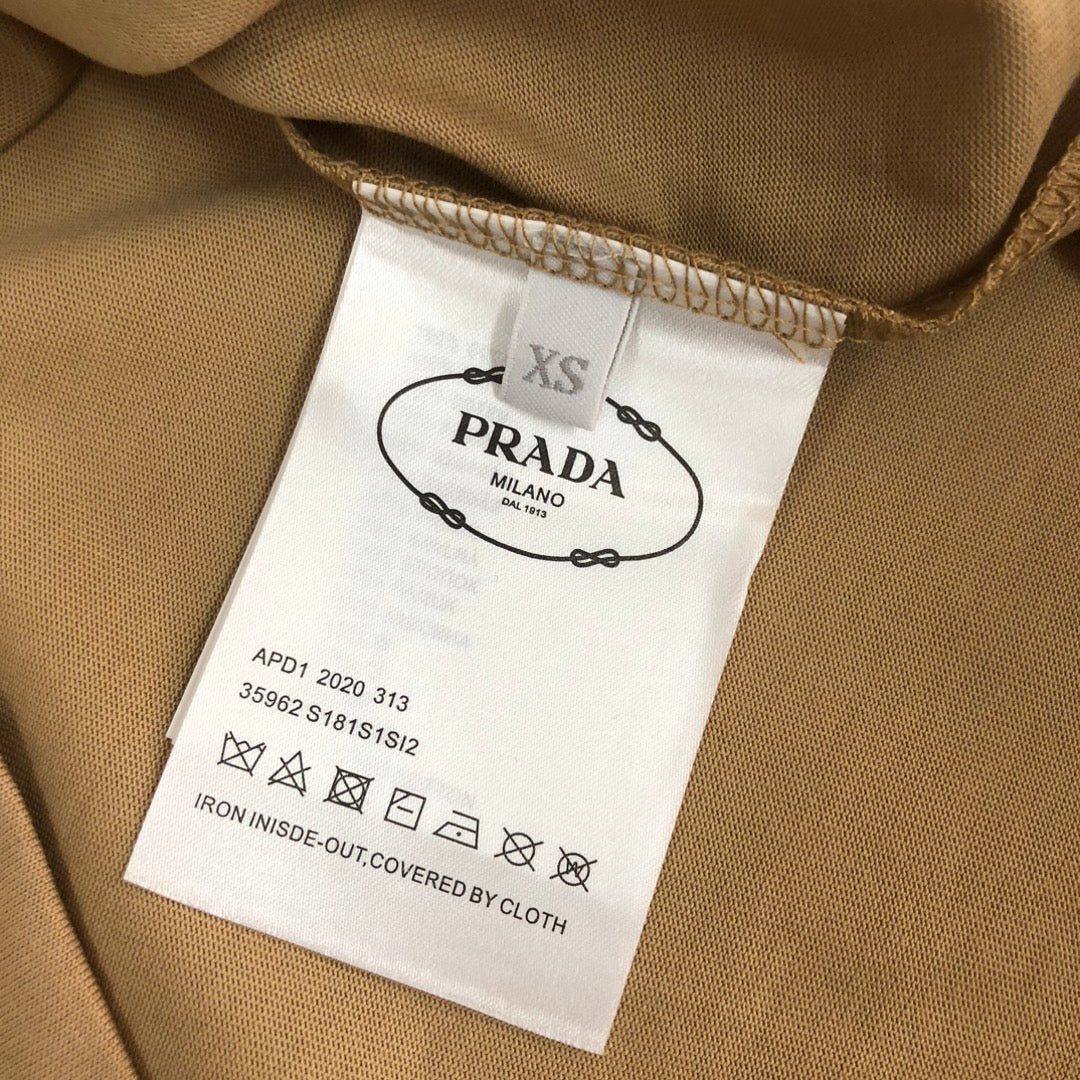 XS
PRADA
MILANO
DAL 1913
APD1 2020 313
35962 S181S1SI2
IRON INISDE-OUT,COVERED BY CLOTH